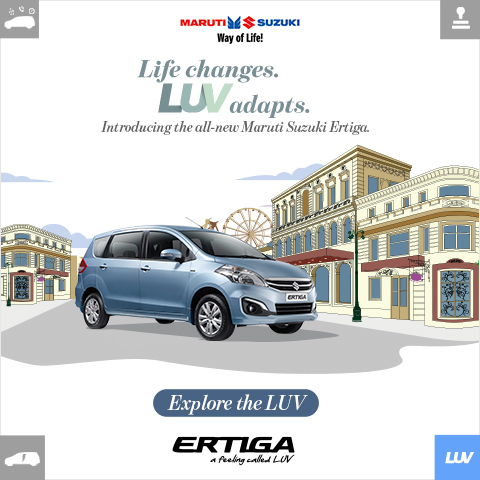 MARUTI SUZUKI
Way of Life!
Life changes.
LUV adapts.
Introducing the all-new Maruti Suzuki Ertiga.
ERTIGA
Explore the LUV
ERTIGA
a feeling called LUV
LUV